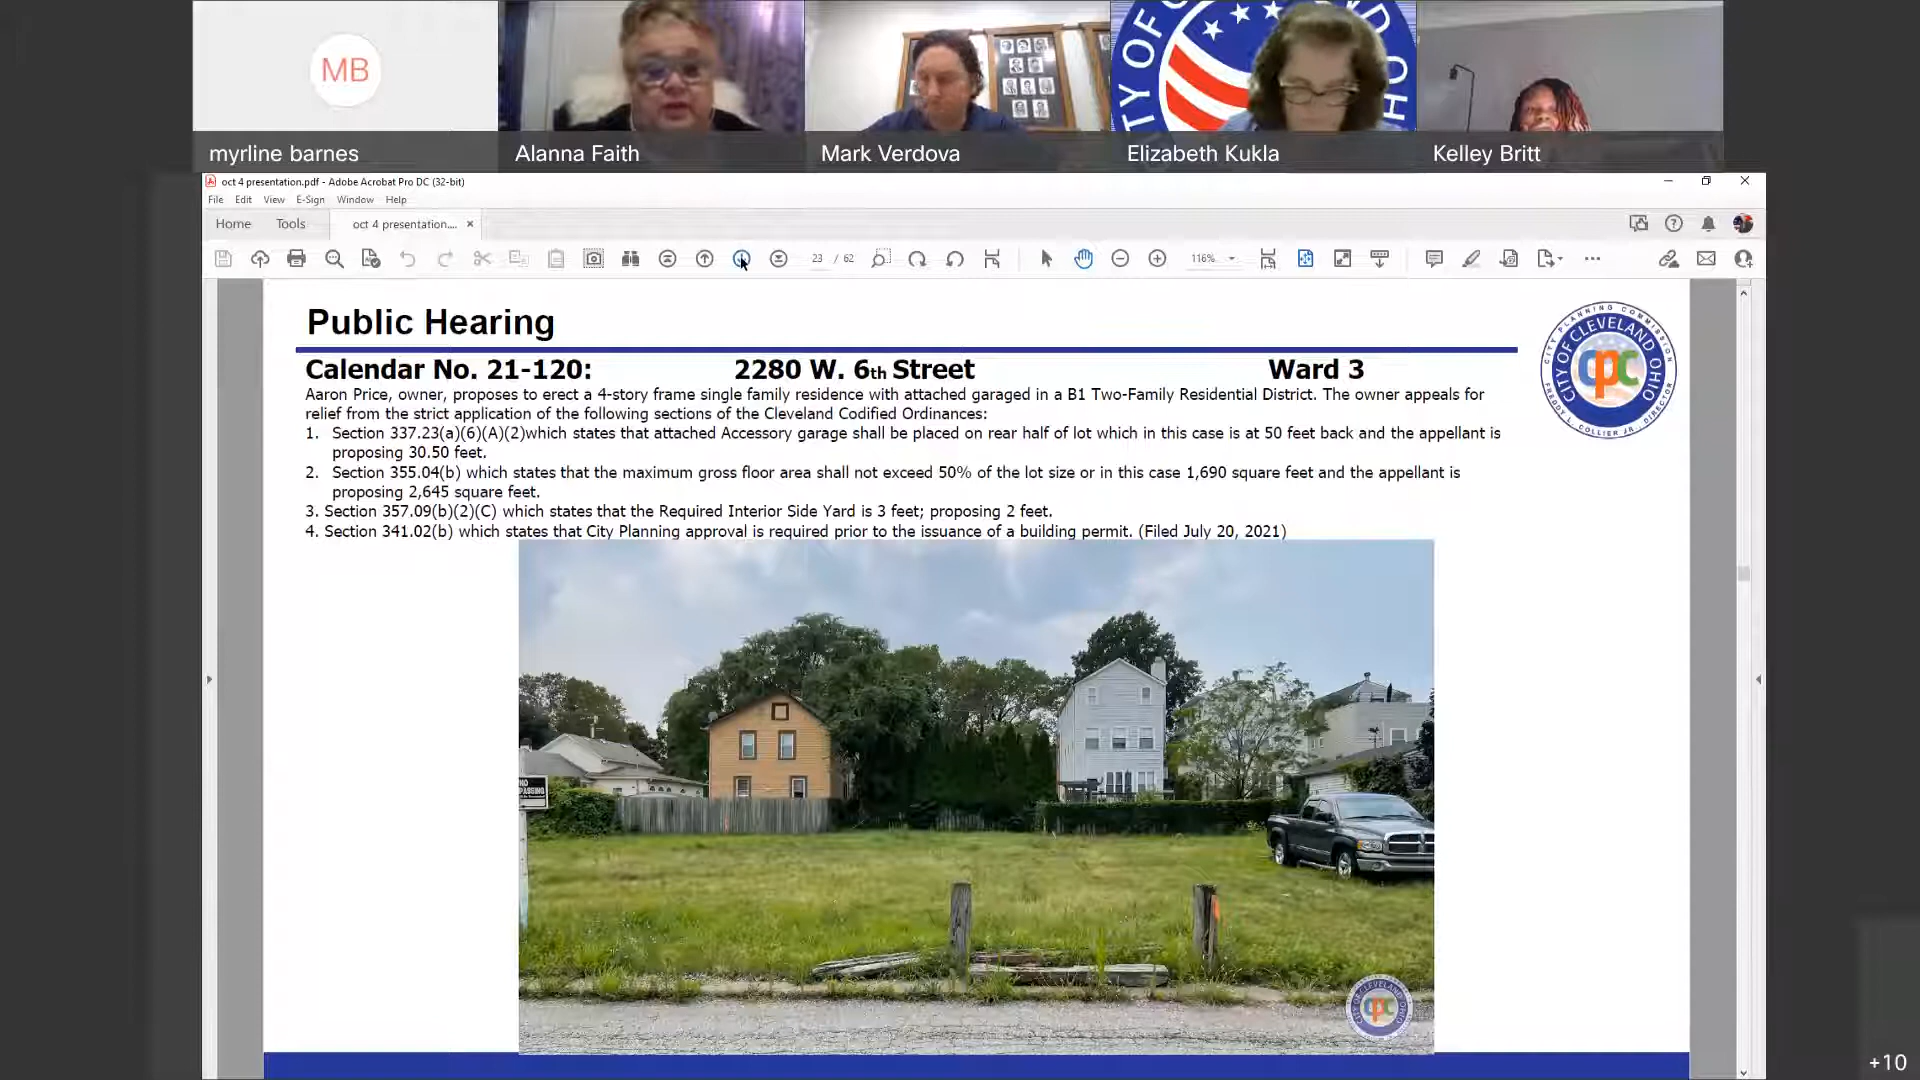 MB
myrline barnes
Alanna Faith
Mark Verdova
Elizabeth Kukla
Kelley Britt
oct 4 presentation.pdf - Adobe Acrobat Pro DC (32-bit)
File Edit View E-Sign Window Help
Home Tools oct 4 presentation.... ×
23 / 62 116%
Public Hearing
Calendar No. 21-120: 2280 W. 6th Street Ward 3
Aaron Price, owner, proposes to erect a 4-story frame single family residence with attached garaged in a B1 Two-Family Residential District. The owner appeals for
relief from the strict application of the following sections of the Cleveland Codified Ordinances:
1. Section 337.23(a)(6)(A)(2)which states that attached Accessory garage shall be placed on rear half of lot which in this case is at 50 feet back and the appellant is
proposing 30.50 feet.
2. Section 355.04(b) which states that the maximum gross floor area shall not exceed 50% of the lot size or in this case 1,690 square feet and the appellant is
proposing 2,645 square feet.
3. Section 357.09(b)(2)(C) which states that the Required Interior Side Yard is 3 feet; proposing 2 feet.
4. Section 341.02(b) which states that City Planning approval is required prior to the issuance of a building permit. (Filed July 20, 2021)
CITY PLANNING COMMISSION
CITY OF CLEVELAND OHIO
cpc
FREDDY L. COLLIER JR., DIRECTOR
cpc
+10